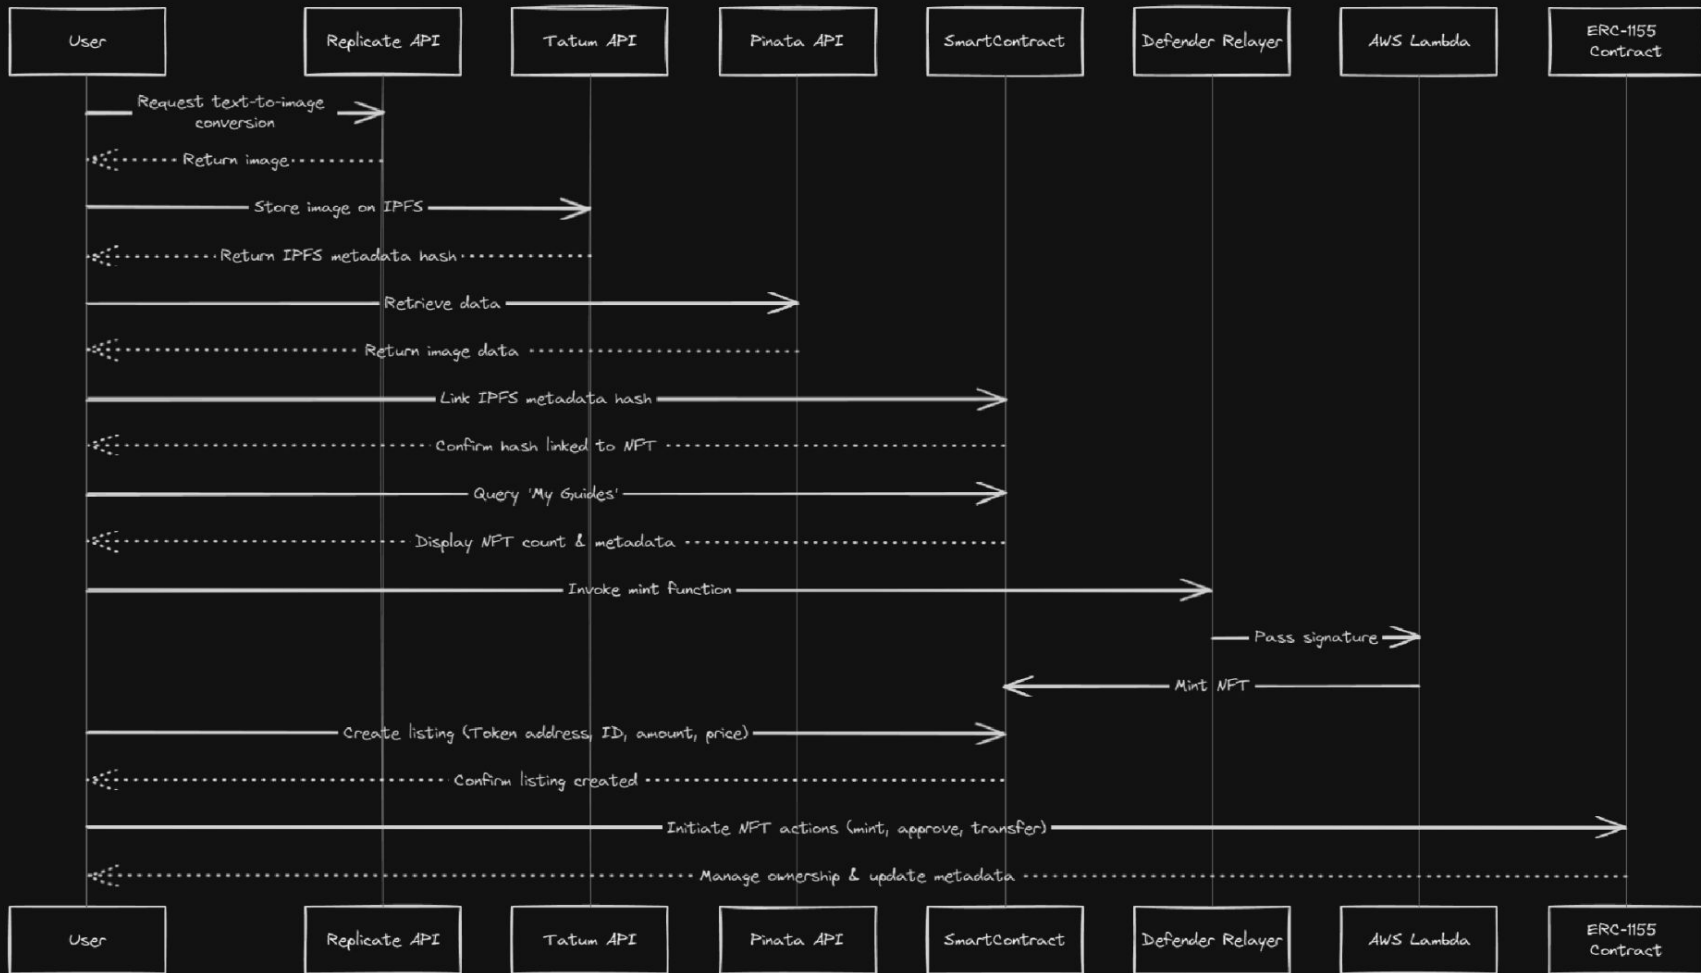 User
Replicate API
Tatum API
Pinata API
SmartContract
Defender Relayer
AWS Lambda
ERC-1155
Contract
Request text-to-image
conversion
Return image
Store image on IPFS
Return IPFS metadata hash
Retrieve data
Return image data
Link IPFS metadata hash
Confirm hash linked to NFT
Query 'My Guides'
Display NFT count & metadata
Invoke mint function
Pass signature
Mint NFT
Create listing (Token address, ID, amount, price)
Confirm listing created
Initiate NFT actions (mint, approve, transfer)
Manage ownership & update metadata
User
Replicate API
Tatum API
Pinata API
SmartContract
Defender Relayer
AWS Lambda
ERC-1155
Contract